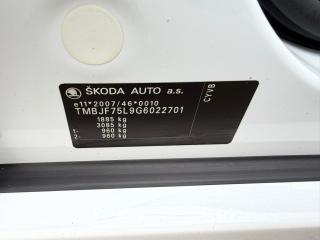 ŠKODA AUTO a.s.
e11*2007/46*0010
TMBJF75L9G6022701
1885 kg
3085 kg
1- 960 kg
2- 960 kg
CYVB